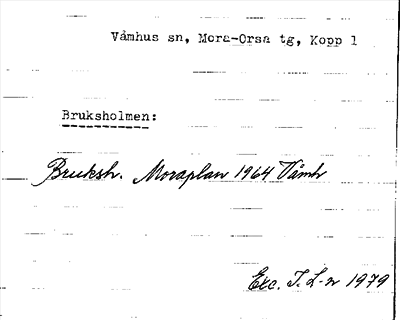 Våmhus sn, Mora-Orsa tg, Kopp 1
Bruksholmen:
Bruksh. Moraplan 1964 Våmh
Exc. T. L-r 1979